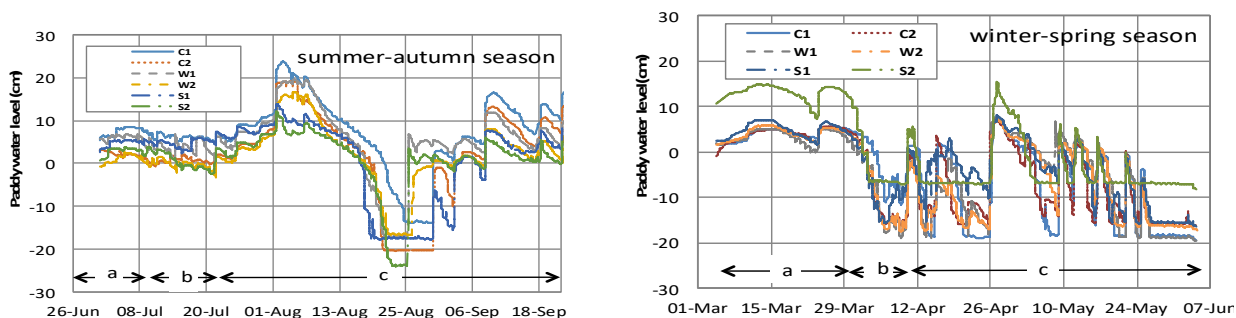 30
20
10
0
-10
-20
-30
Paddy water level (cm)
C1
C2
W1
W2
S1
S2
summer-autumn season
a
b
c
26-Jun 08-Jul 20-Jul 01-Aug 13-Aug 25-Aug 06-Sep 18-Sep
30
20
10
0
-10
-20
-30
Paddy water level (cm)
C1 C2
W1 W2
S1 S2
winter-spring season
a
b
c
01-Mar 15-Mar 29-Mar 12-Apr 26-Apr 10-May 24-May 07-Jun